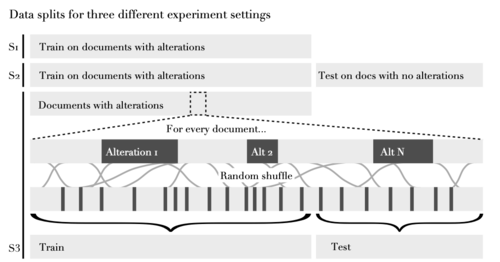 Data splits for three different experiment settings
S1 Train on documents with alterations
S2 Train on documents with alterations Test on docs with no alterations
Documents with alterations
For every document...
Alteration 1 Alt 2 Alt N
Random shuffle
S3 Train Test